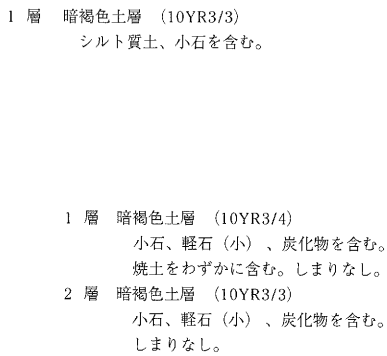 1 層 暗褐色土層 （10YR3/3）
シルト質土、小石を含む。
1 層 暗褐色土層 （10YR3/4）
小石、軽石（小）、炭化物を含む。
焼土をわずかに含む。しまりなし。
2 層 暗褐色土層 （10YR3/3）
小石、軽石（小）、炭化物を含む。
しまりなし。